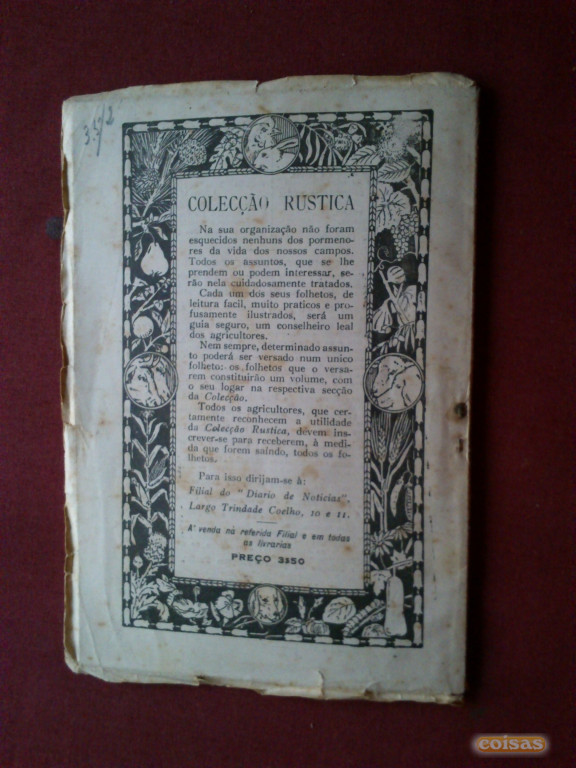 COLECÇÃO RUSTICA
Na sua organização não foram
esquecidos nenhuns dos pormeno-
res da vida dos nossos campos.
Todos os assuntos, que se lhe
prendem ou podem interessar, se-
rão nela cuidadosamente tratados.
Cada um dos seus folhetos, de
leitura facil, muito praticos e pro-
fusamente ilustrados, será um
guia seguro, um conselheiro leal
dos agricultores.
Nem sempre, determinado assun-
to poderá ser versado num unico
folheto: os folhetos que o versa-
rem constituirão um volume, com
o seu logar na respectiva secção
da Colecção.
Todos os agricultores, que cer-
tamente reconhecem a utilidade
da Colecção Rustica, devem ins-
crever-se para receberem, à medi-
da que forem saindo, todos os fo-
lhetos.
Para isso dirijam-se à:
Filial do "Diario de Noticias",
Largo Trindade Coelho, 10 e 11.
A' venda na referida Filial e em todas
as livrarias
PREÇO 3$50
coisas